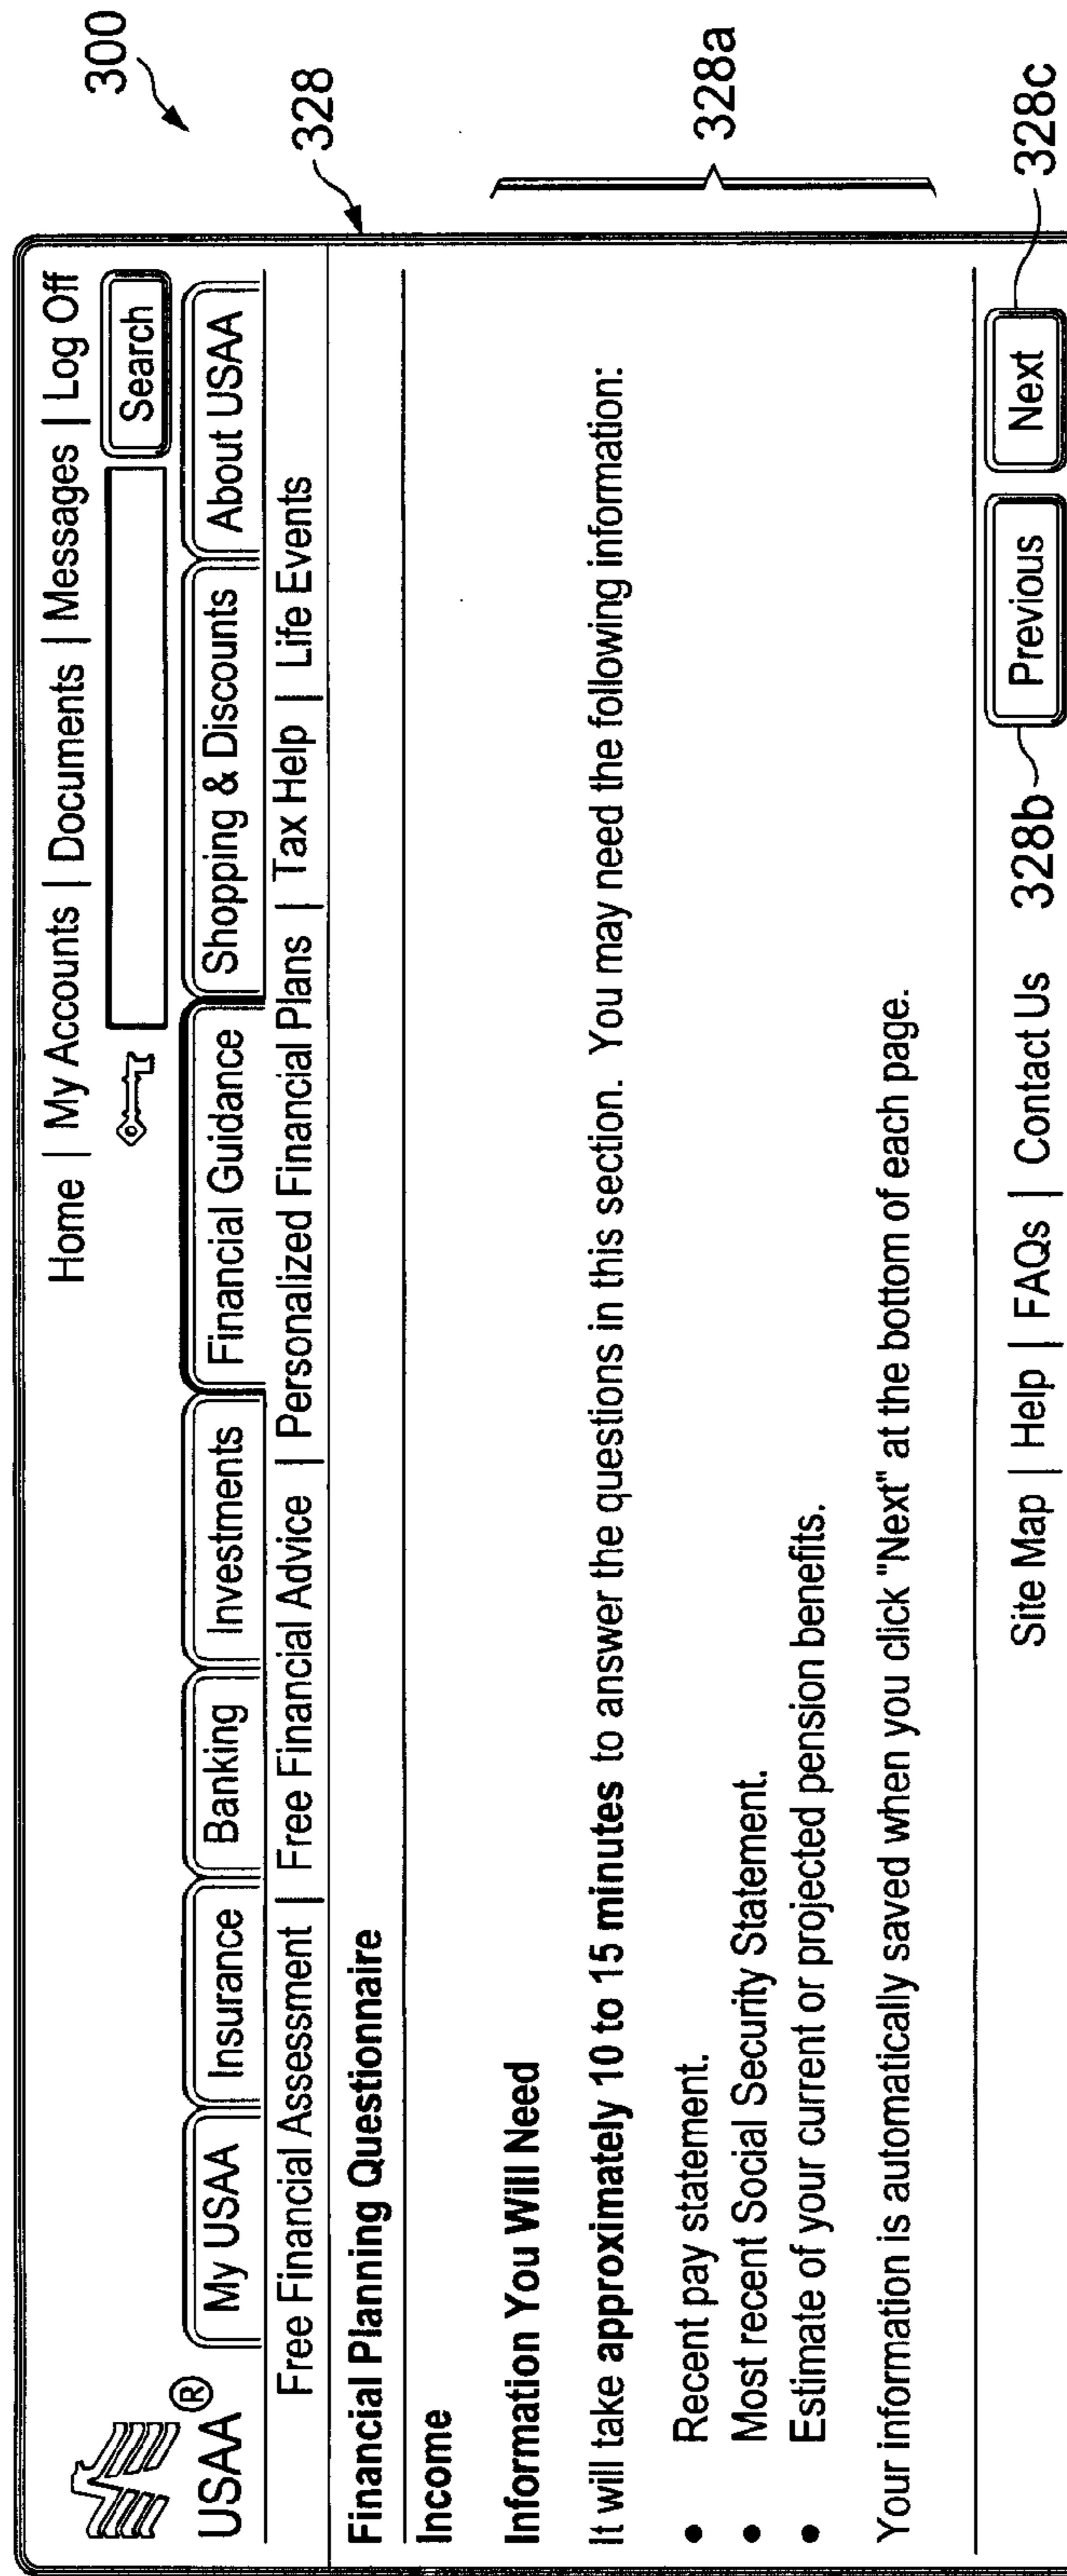 300
Home | My Accounts | Documents | Messages | Log Off
Search
USAA®
My USAA Insurance Banking Investments Financial Guidance Shopping & Discounts About USAA
Free Financial Assessment | Free Financial Advice | Personalized Financial Plans | Tax Help | Life Events
328
Financial Planning Questionnaire
Income
Information You Will Need
It will take approximately 10 to 15 minutes to answer the questions in this section. You may need the following information:
• Recent pay statement.
• Most recent Social Security Statement.
• Estimate of your current or projected pension benefits.
328a
Your information is automatically saved when you click "Next" at the bottom of each page.
Site Map | Help | FAQs | Contact Us 328b Previous Next 328c